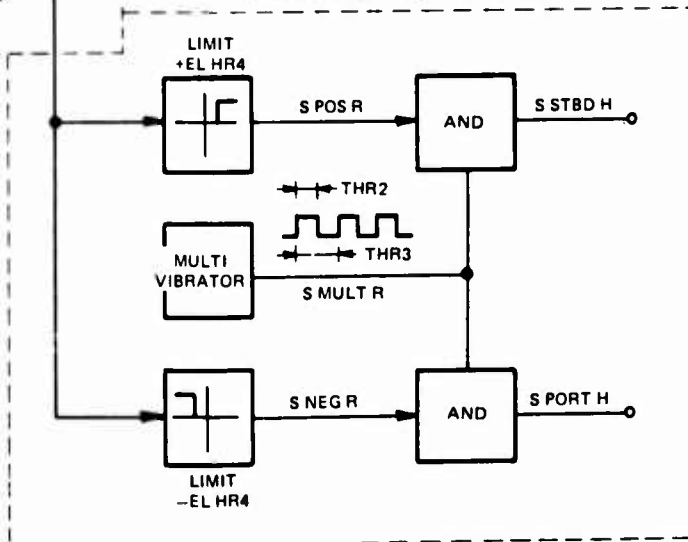 LIMIT
+EL HR4
S POS R
AND
S STBD H
THR2
THR3
MULTI
VIBRATOR
S MULT R
S NEG R
AND
S PORT H
LIMIT
−EL HR4